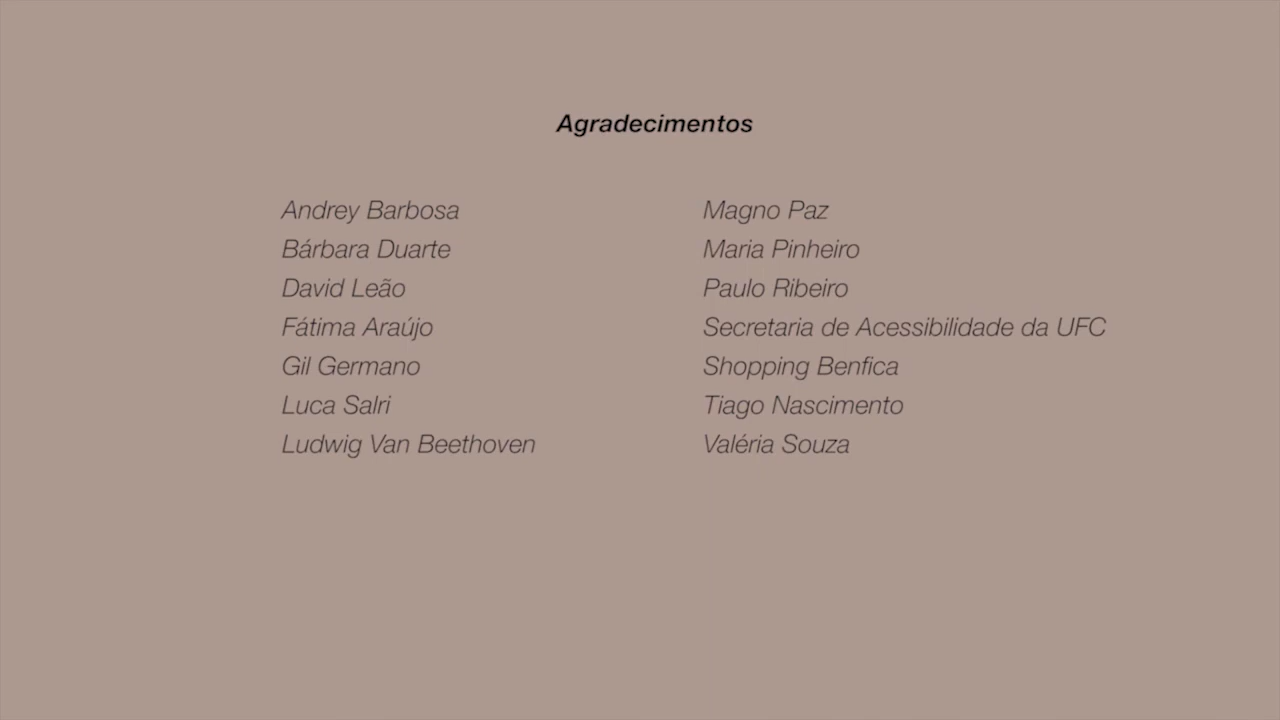 Agradecimentos
Andrey Barbosa
Bárbara Duarte
David Leão
Fátima Araújo
Gil Germano
Luca Salri
Ludwig Van Beethoven
Magno Paz
Maria Pinheiro
Paulo Ribeiro
Secretaria de Acessibilidade da UFC
Shopping Benfica
Tiago Nascimento
Valéria Souza